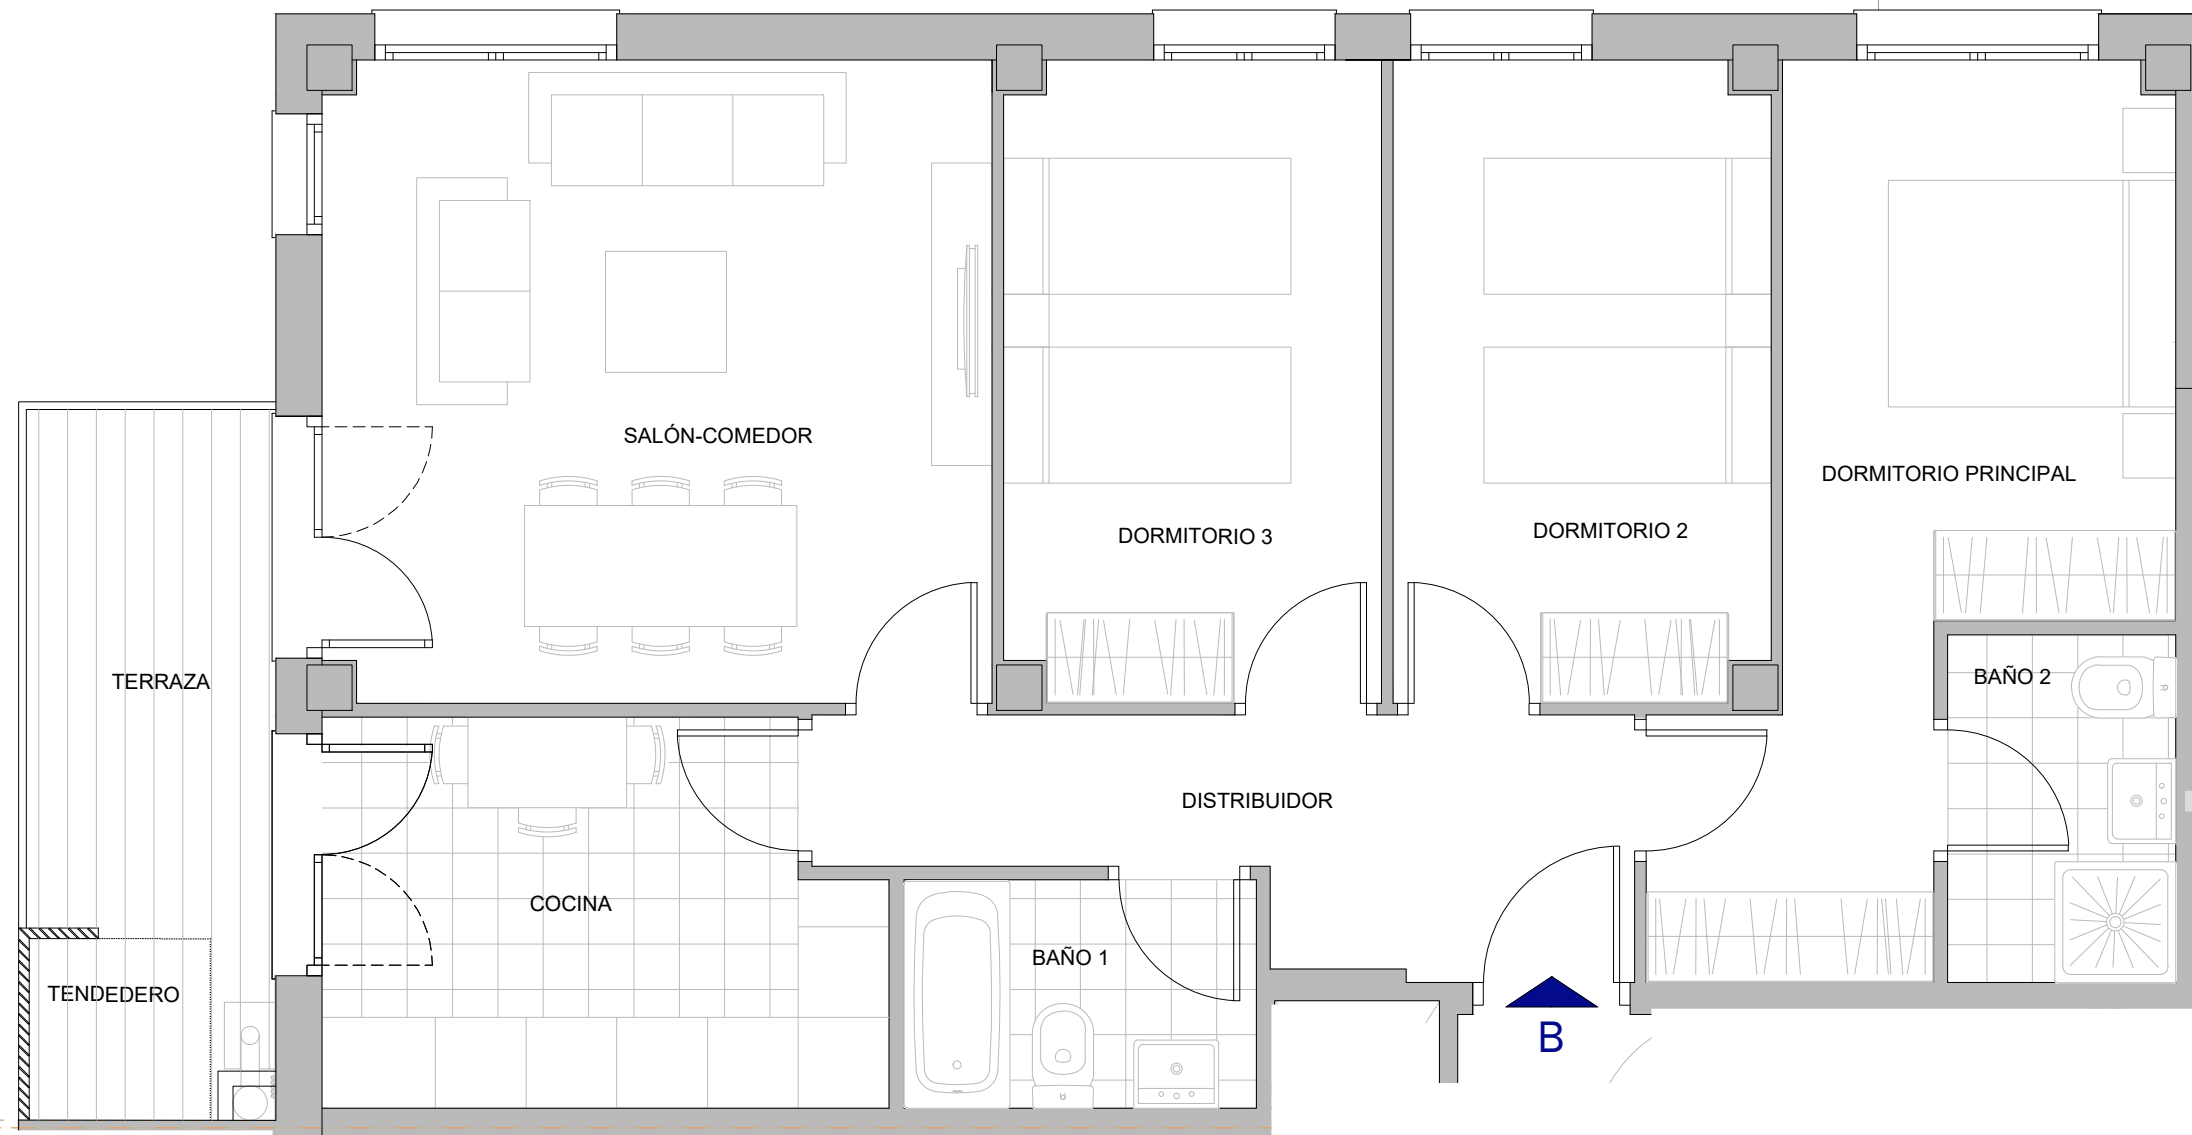 SALÓN-COMEDOR
DORMITORIO PRINCIPAL
DORMITORIO 3
DORMITORIO 2
TERRAZA
BAÑO 2
DISTRIBUIDOR
COCINA
BAÑO 1
TENDEDERO
B